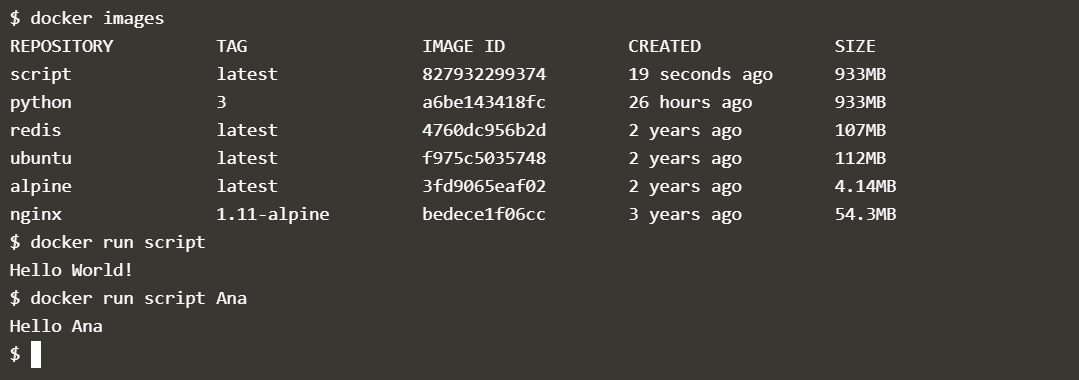 $ docker images
REPOSITORY          TAG                 IMAGE ID            CREATED             SIZE
script              latest              827932299374        19 seconds ago      933MB
python              3                   a6be143418fc        26 hours ago        933MB
redis               latest              4760dc956b2d        2 years ago         107MB
ubuntu              latest              f975c5035748        2 years ago         112MB
alpine              latest              3fd9065eaf02        2 years ago         4.14MB
nginx               1.11-alpine         bedece1f06cc        3 years ago         54.3MB
$ docker run script
Hello World!
$ docker run script Ana
Hello Ana
$